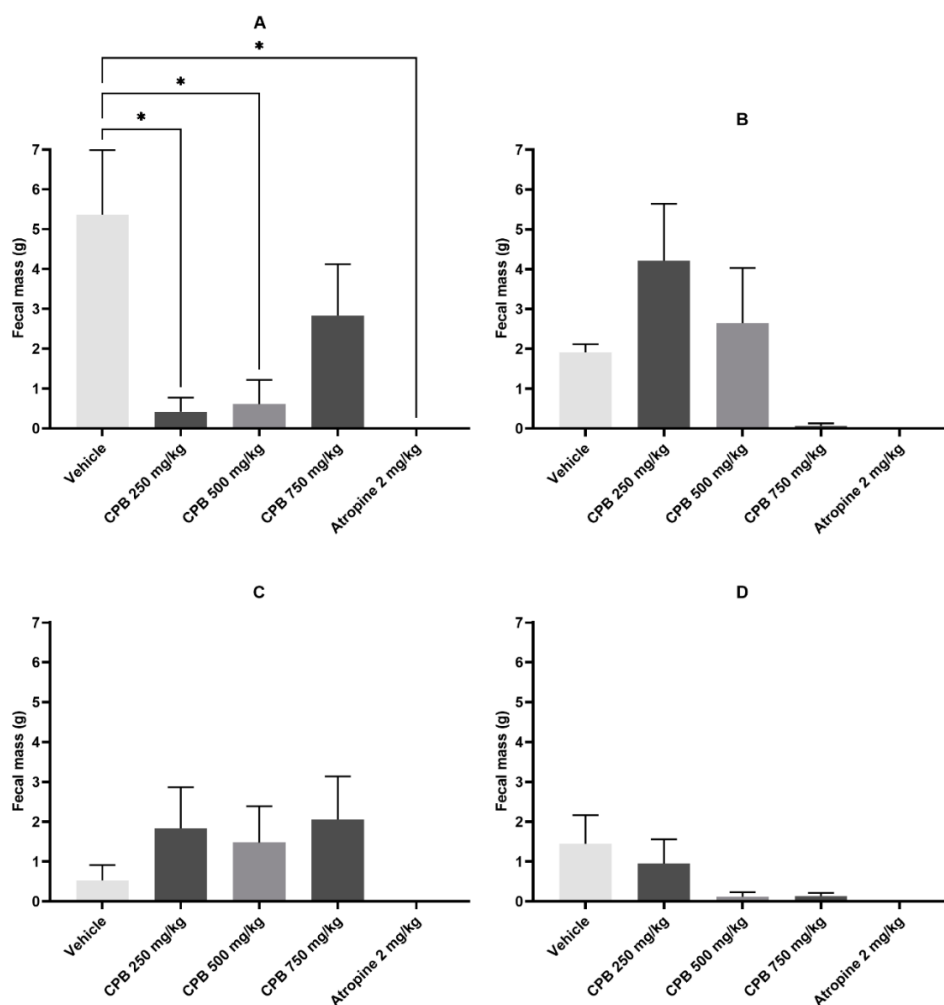 A
*
*
*
7
6
5
4
3
2
1
0
Fecal mass (g)
Vehicle
CPB 250 mg/kg
CPB 500 mg/kg
CPB 750 mg/kg
Atropine 2 mg/kg
B
7
6
5
4
3
2
1
0
Fecal mass (g)
Vehicle
CPB 250 mg/kg
CPB 500 mg/kg
CPB 750 mg/kg
Atropine 2 mg/kg
C
7
6
5
4
3
2
1
0
Fecal mass (g)
Vehicle
CPB 250 mg/kg
CPB 500 mg/kg
CPB 750 mg/kg
Atropine 2 mg/kg
D
7
6
5
4
3
2
1
0
Fecal mass (g)
Vehicle
CPB 250 mg/kg
CPB 500 mg/kg
CPB 750 mg/kg
Atropine 2 mg/kg